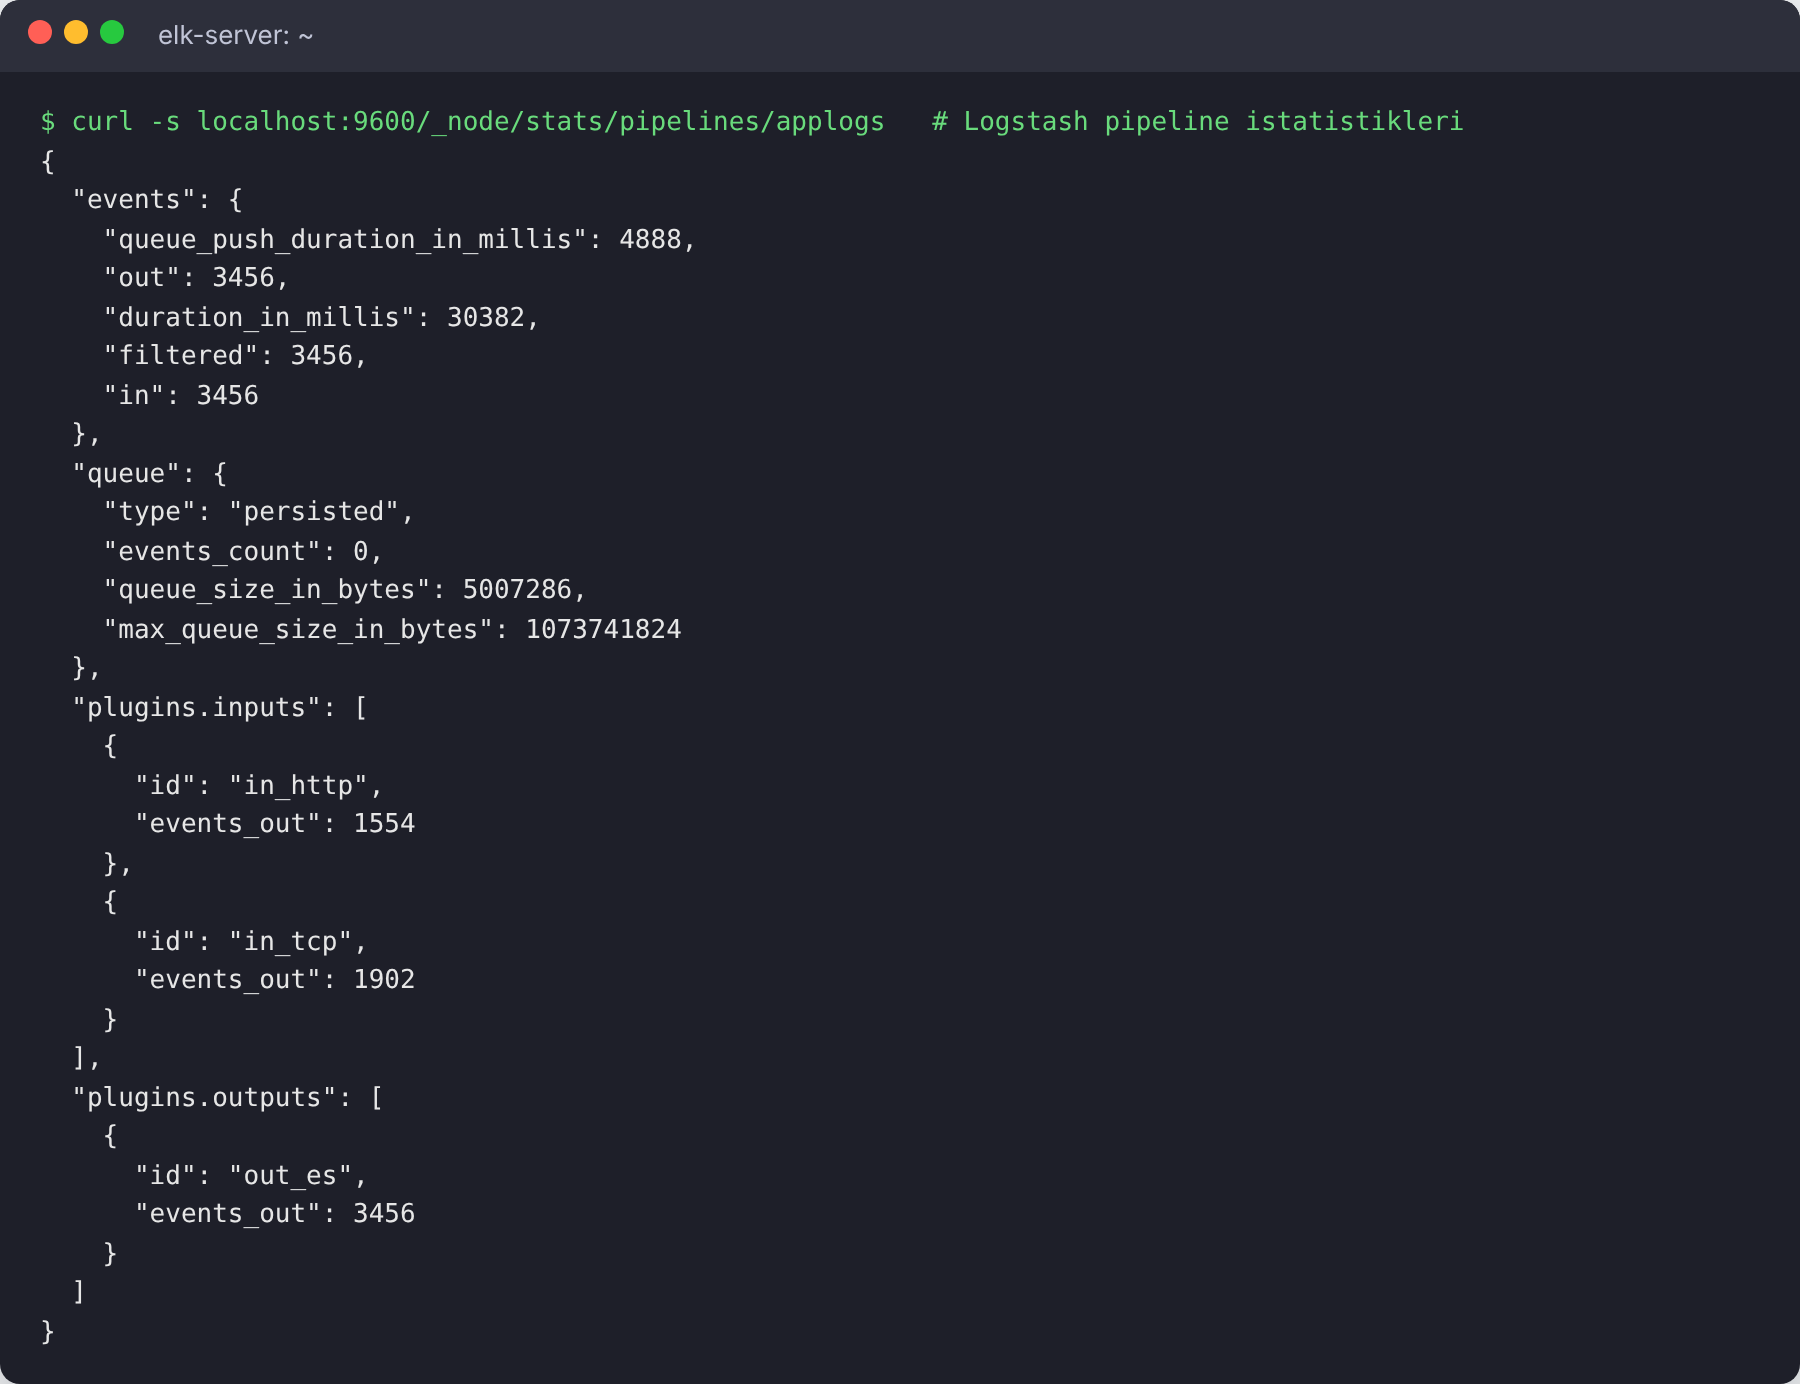 elk-server: ~
$ curl -s localhost:9600/_node/stats/pipelines/applogs   # Logstash pipeline istatistikleri
{
  "events": {
    "queue_push_duration_in_millis": 4888,
    "out": 3456,
    "duration_in_millis": 30382,
    "filtered": 3456,
    "in": 3456
  },
  "queue": {
    "type": "persisted",
    "events_count": 0,
    "queue_size_in_bytes": 5007286,
    "max_queue_size_in_bytes": 1073741824
  },
  "plugins.inputs": [
    {
      "id": "in_http",
      "events_out": 1554
    },
    {
      "id": "in_tcp",
      "events_out": 1902
    }
  ],
  "plugins.outputs": [
    {
      "id": "out_es",
      "events_out": 3456
    }
  ]
}